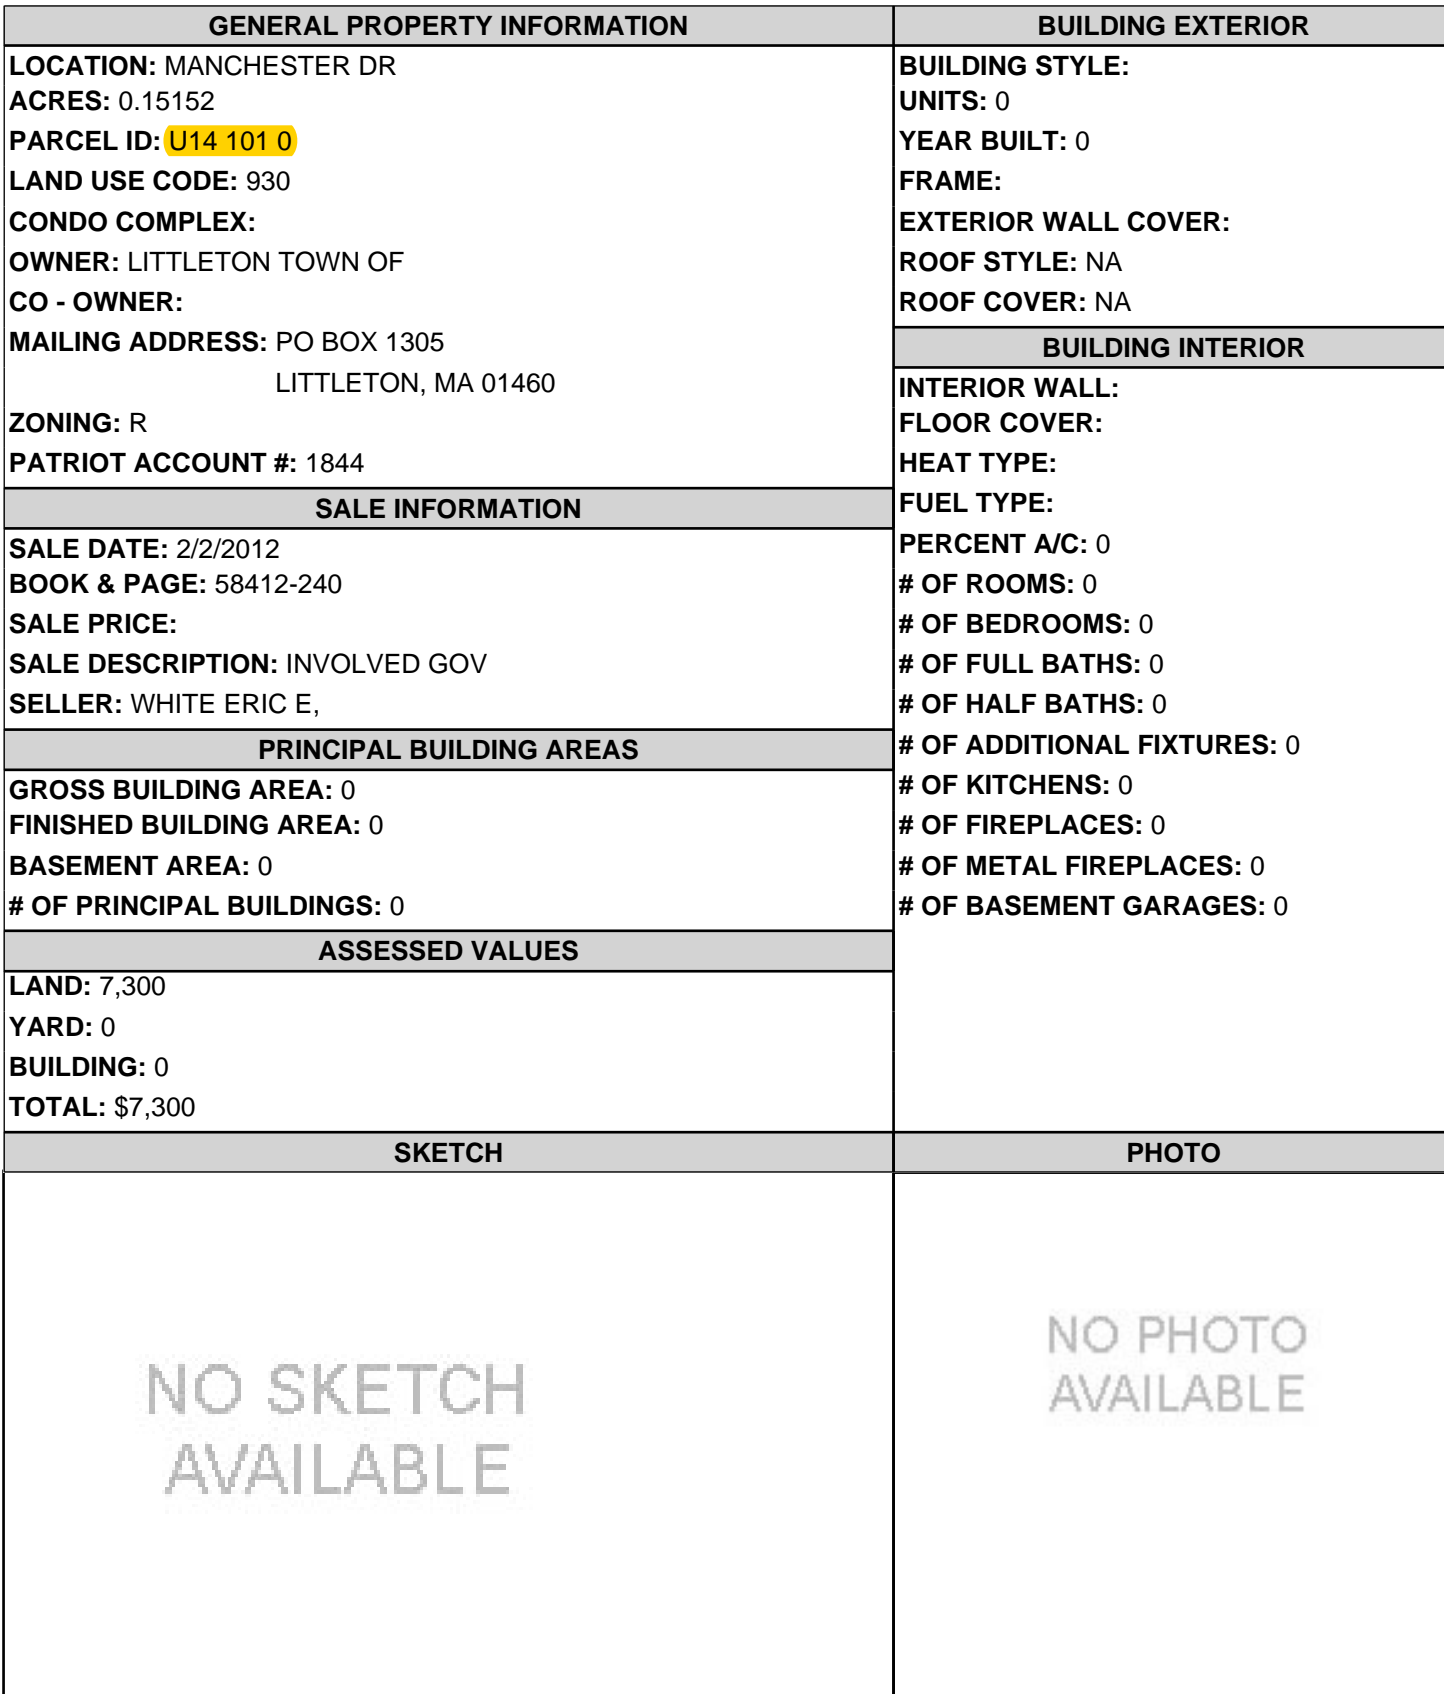 GENERAL PROPERTY INFORMATION
LOCATION: MANCHESTER DR
ACRES: 0.15152
PARCEL ID: U14 101 0
LAND USE CODE: 930
CONDO COMPLEX:
OWNER: LITTLETON TOWN OF
CO - OWNER:
MAILING ADDRESS: PO BOX 1305
LITTLETON, MA 01460
ZONING: R
PATRIOT ACCOUNT #: 1844
SALE INFORMATION
SALE DATE: 2/2/2012
BOOK & PAGE: 58412-240
SALE PRICE:
SALE DESCRIPTION: INVOLVED GOV
SELLER: WHITE ERIC E,
PRINCIPAL BUILDING AREAS
GROSS BUILDING AREA: 0
FINISHED BUILDING AREA: 0
BASEMENT AREA: 0
# OF PRINCIPAL BUILDINGS: 0
ASSESSED VALUES
LAND: 7,300
YARD: 0
BUILDING: 0
TOTAL: $7,300
SKETCH
NO SKETCH
AVAILABLE
BUILDING EXTERIOR
BUILDING STYLE:
UNITS: 0
YEAR BUILT: 0
FRAME:
EXTERIOR WALL COVER:
ROOF STYLE: NA
ROOF COVER: NA
BUILDING INTERIOR
INTERIOR WALL:
FLOOR COVER:
HEAT TYPE:
FUEL TYPE:
PERCENT A/C: 0
# OF ROOMS: 0
# OF BEDROOMS: 0
# OF FULL BATHS: 0
# OF HALF BATHS: 0
# OF ADDITIONAL FIXTURES: 0
# OF KITCHENS: 0
# OF FIREPLACES: 0
# OF METAL FIREPLACES: 0
# OF BASEMENT GARAGES: 0
PHOTO
NO PHOTO
AVAILABLE